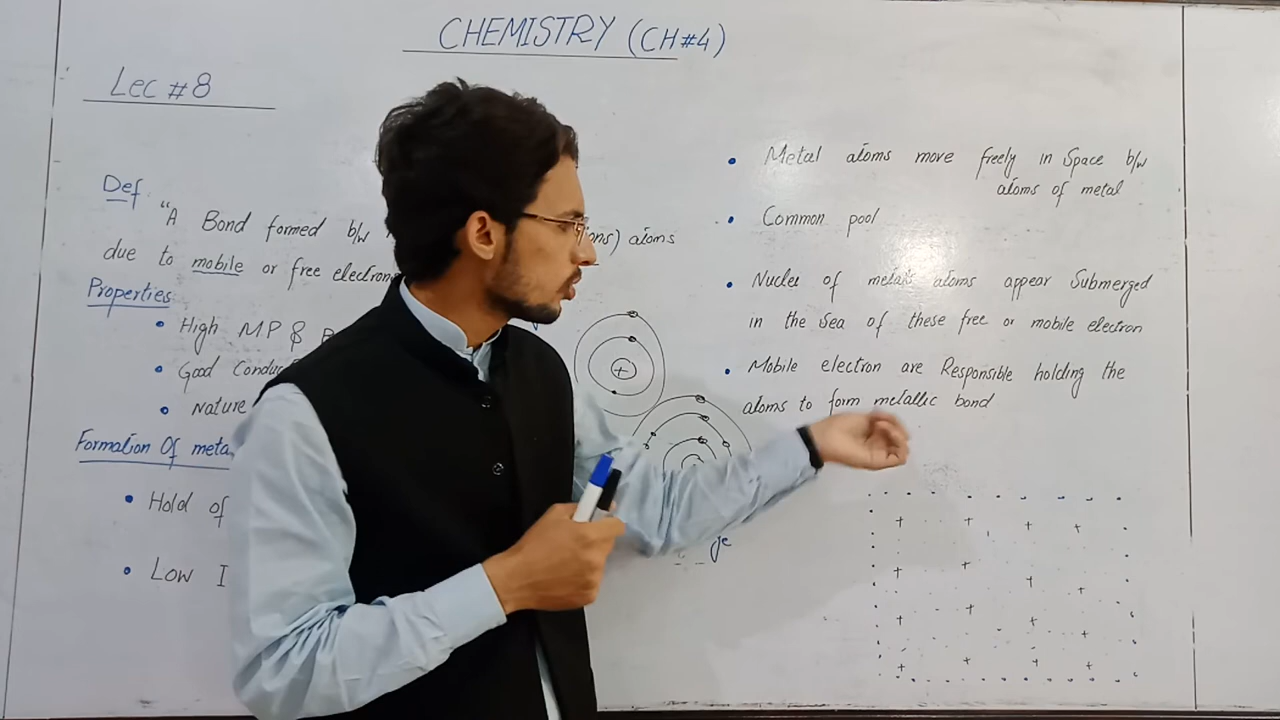 CHEMISTRY (CH#4)
Lec #8
Def
"A Bond formed b/w ons) atoms
due to mobile or free electron
Properties
• High MP &
• Good Conduc
• Nature
Formation Of meta
• Hold of
• Low I
• Metal atoms move freely in Space b/w
atoms of metal
• Common pool
• Nucles of metals atoms appear Submerged
in the Sea of these free or mobile electron
• Mobile electron are Responsible holding the
atoms to form metallic bond
+
ge
+ + + +
+ + + +
+ + + +
+ + + +